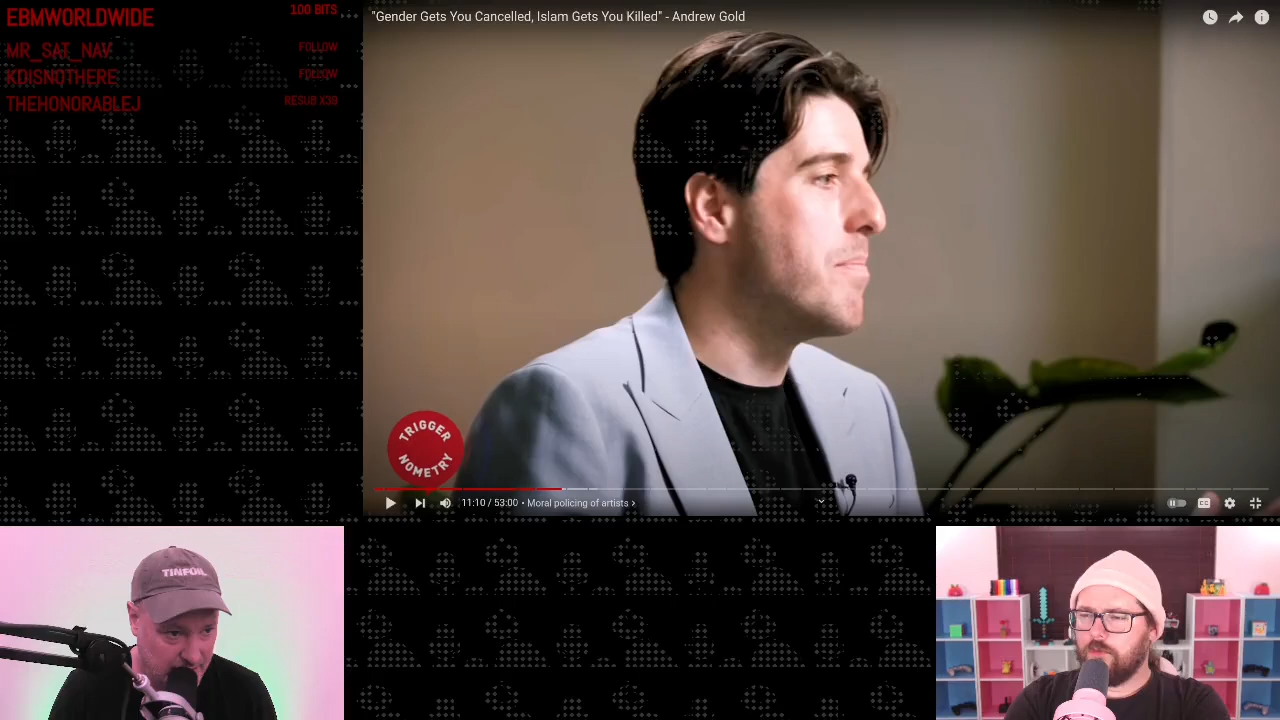 EBMWORLDWIDE 100 BITS
MR_SAT_NAV FOLLOW
KDISNOTHERE FOLLOW
THEHONORABLEJ RESUB X39
"Gender Gets You Cancelled, Islam Gets You Killed" - Andrew Gold
TRIGGER
NOMETRY
11:10 / 53:00 • Moral policing of artists
CC
TINFOIL